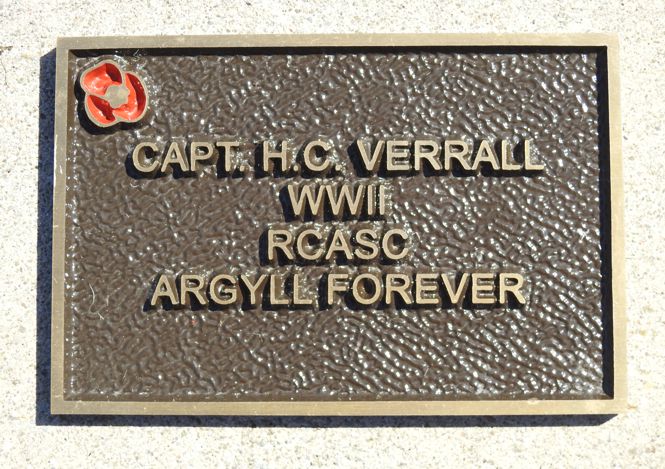 CAPT. H.C. VERRALL
WWII
RCASC
ARGYLL FOREVER